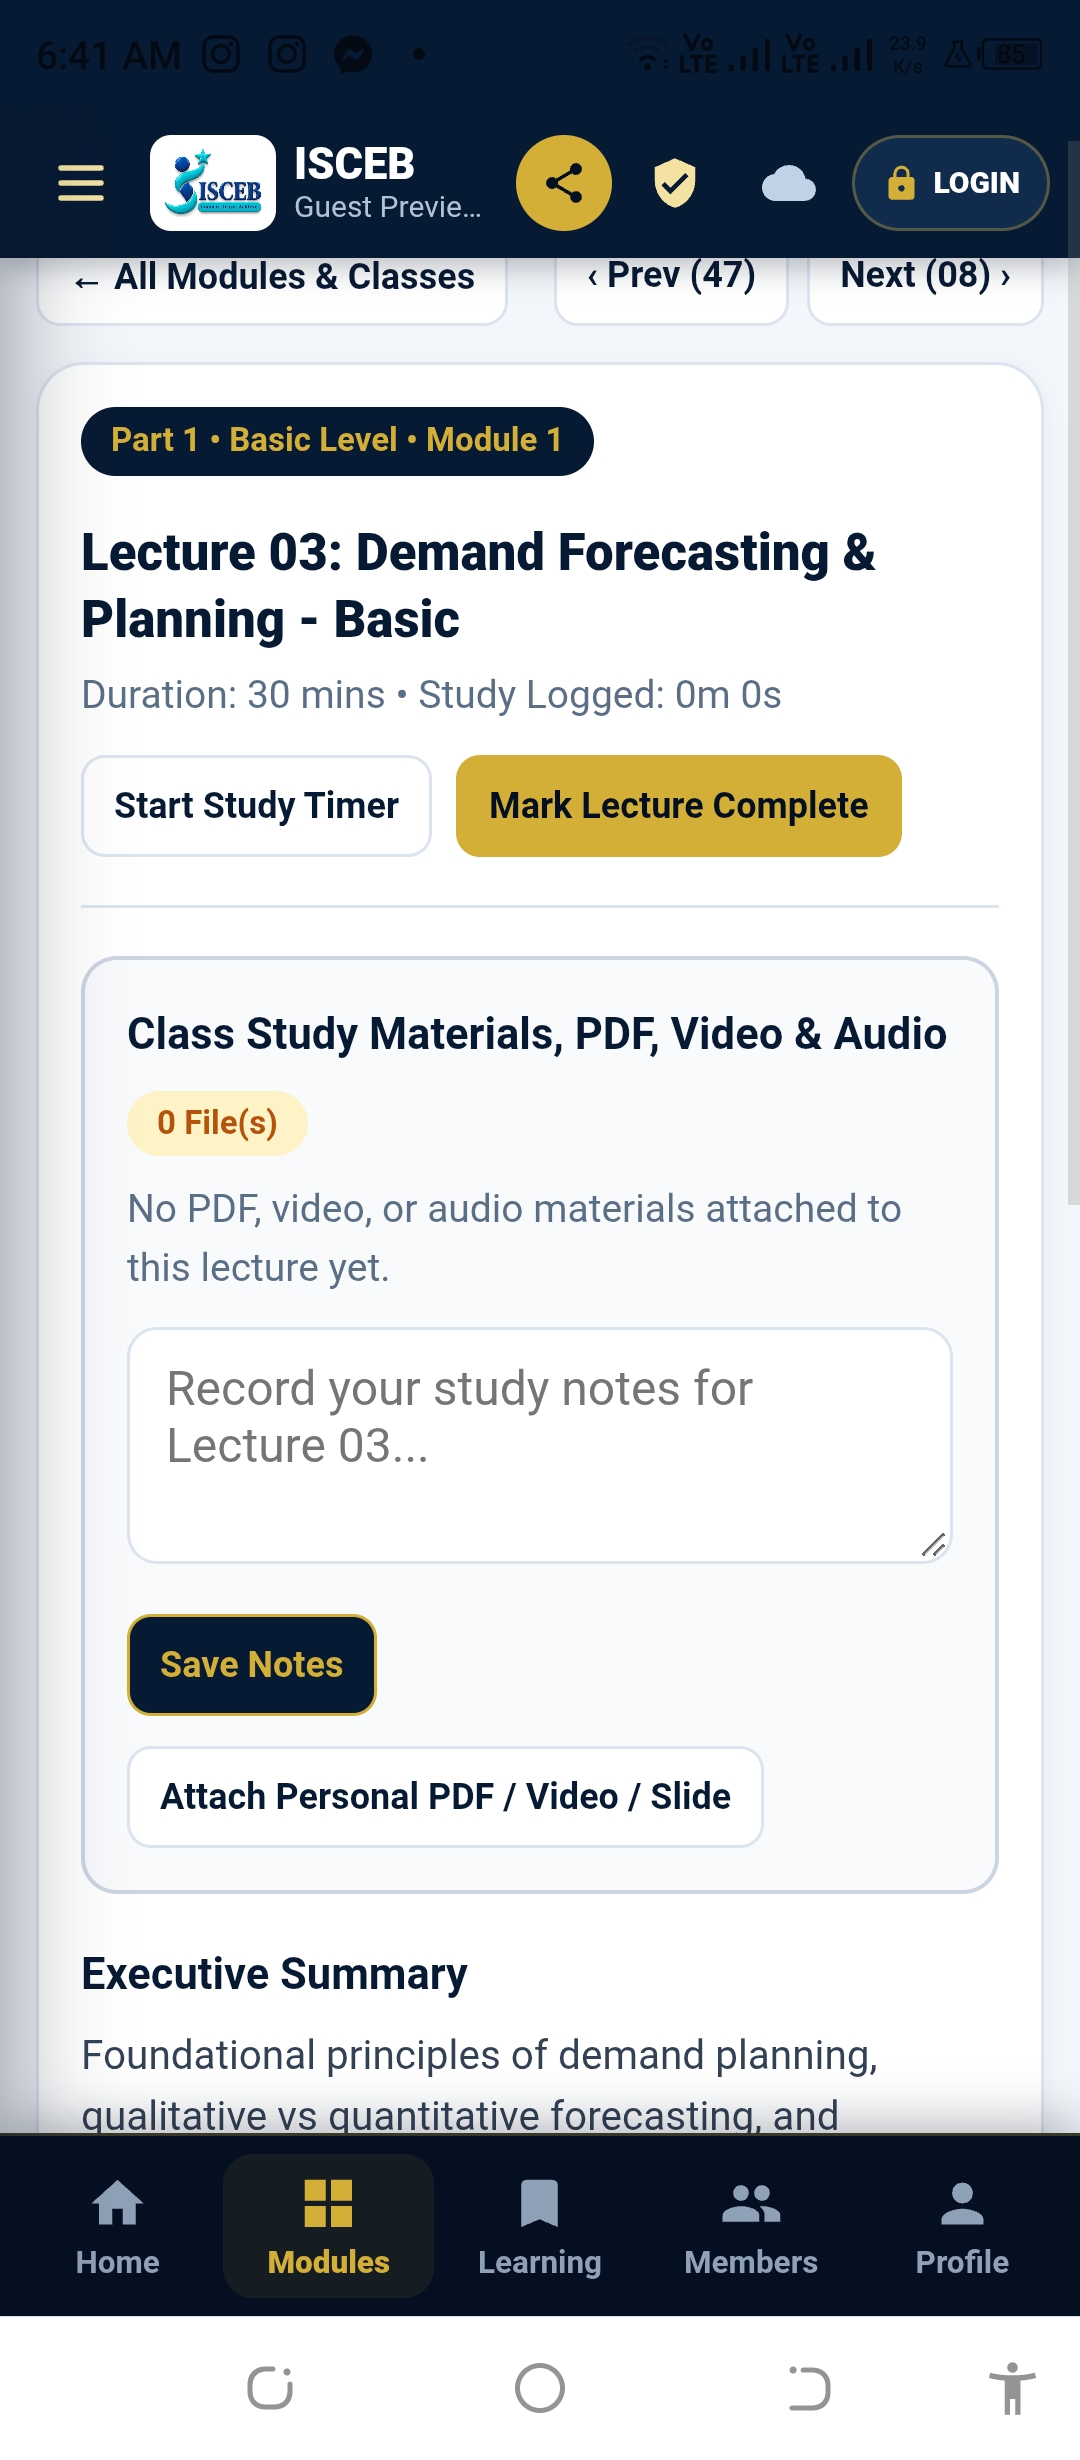 6:41 AM
Vo LTE Vo LTE 23.9 K/s 85
ISCEB
ISCEB
Guest Previe...
LOGIN
← All Modules & Classes
‹ Prev (47)
Next (08) ›
Part 1 • Basic Level • Module 1
Lecture 03: Demand Forecasting &
Planning - Basic
Duration: 30 mins • Study Logged: 0m 0s
Start Study Timer
Mark Lecture Complete
Class Study Materials, PDF, Video & Audio
0 File(s)
No PDF, video, or audio materials attached to
this lecture yet.
Record your study notes for
Lecture 03...
Save Notes
Attach Personal PDF / Video / Slide
Executive Summary
Foundational principles of demand planning,
qualitative vs quantitative forecasting, and
Home
Modules
Learning
Members
Profile